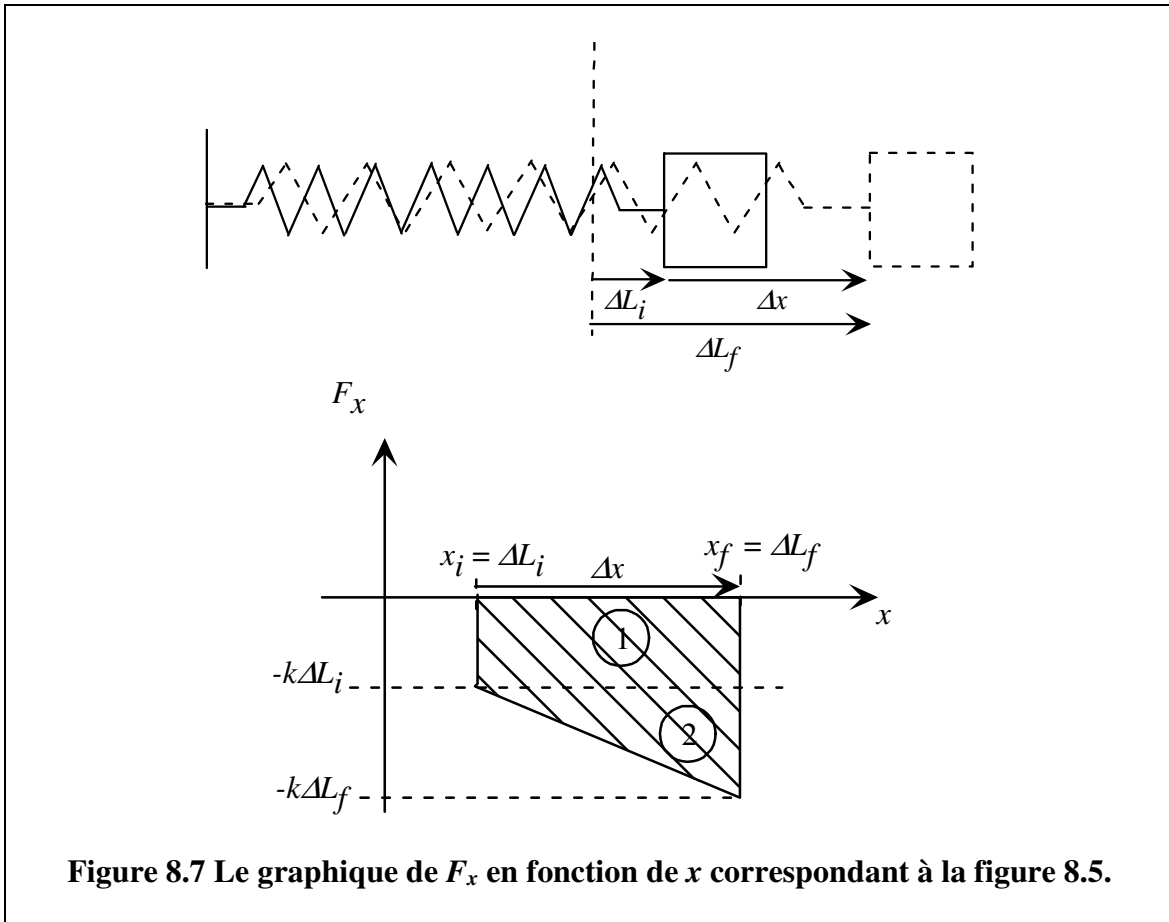 ΔL_i
Δx
ΔL_f
F_x
x_i = ΔL_i
x_f = ΔL_f
Δx
x
1
-kΔL_i
2
-kΔL_f
Figure 8.7 Le graphique de F_x en fonction de x correspondant à la figure 8.5.